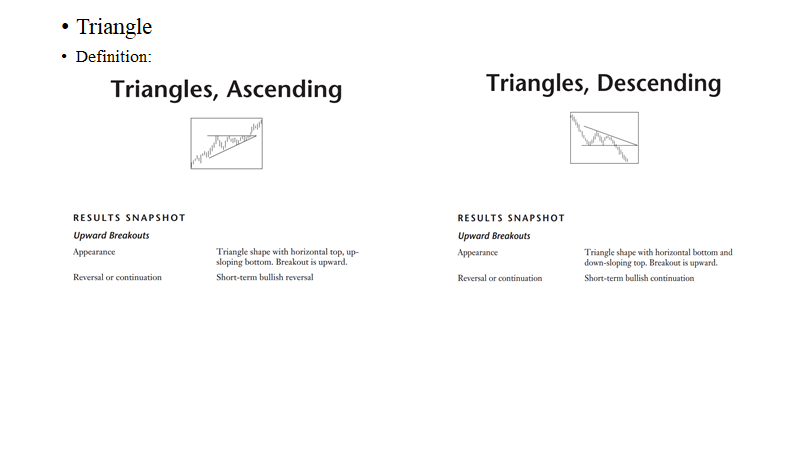 • Triangle
• Definition:
Triangles, Ascending
RESULTS SNAPSHOT
Upward Breakouts
Appearance Triangle shape with horizontal top, up-
sloping bottom. Breakout is upward.
Reversal or continuation Short-term bullish reversal
Triangles, Descending
RESULTS SNAPSHOT
Upward Breakouts
Appearance Triangle shape with horizontal bottom and
down-sloping top. Breakout is upward.
Reversal or continuation Short-term bullish continuation